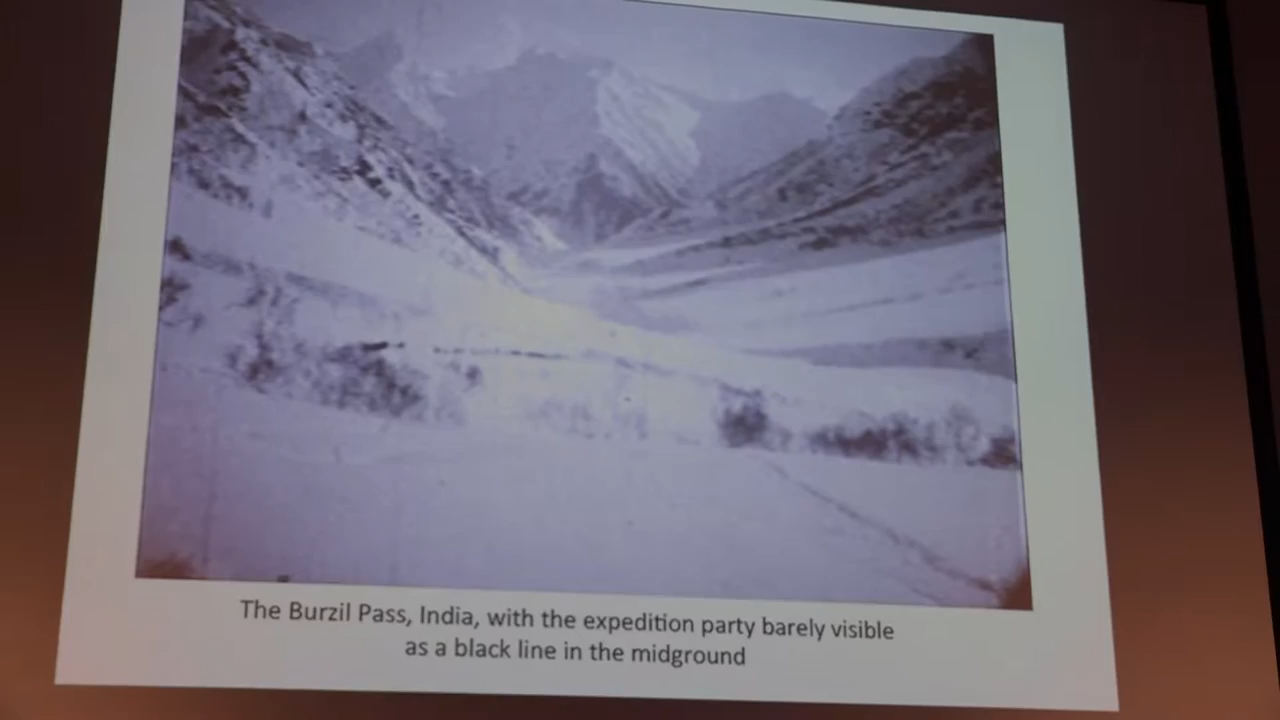 The Burzil Pass, India, with the expedition party barely visible
as a black line in the midground